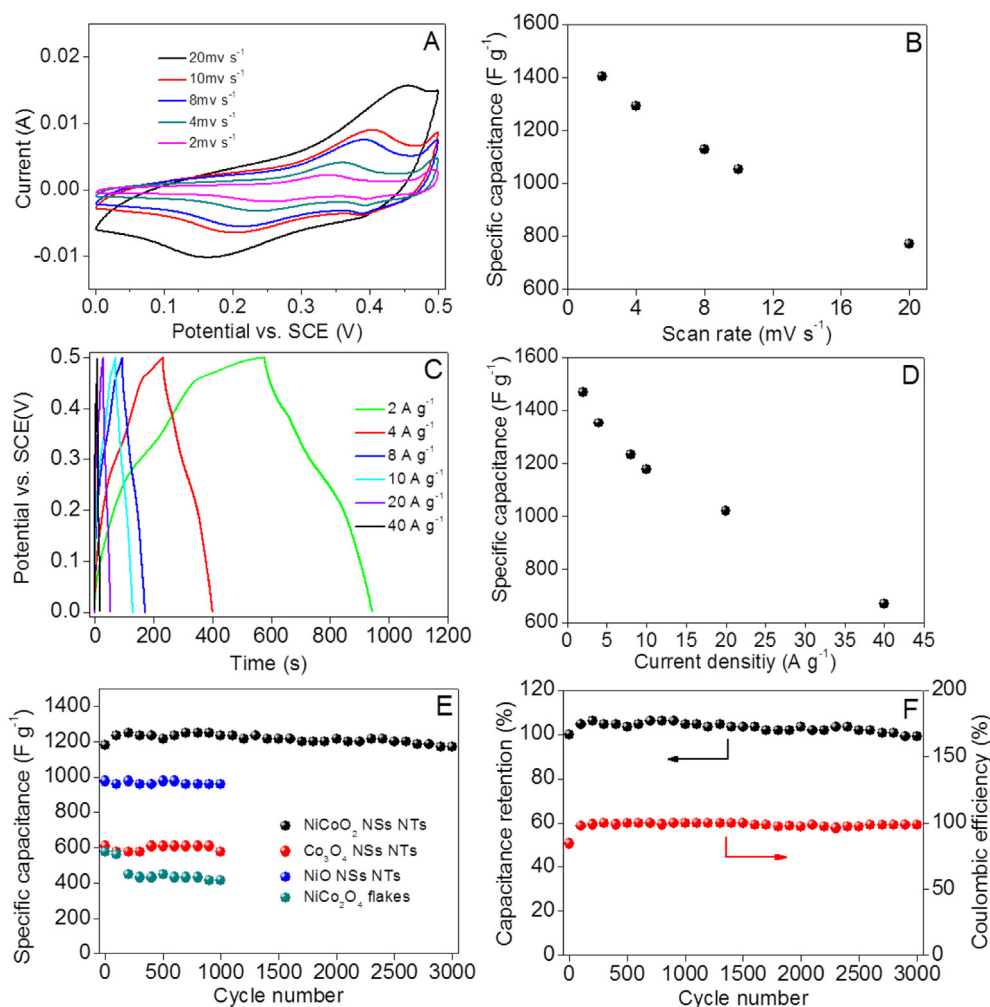 A
0.02
0.01
0.00
-0.01
Current (A)
20mv s⁻¹
10mv s⁻¹
8mv s⁻¹
4mv s⁻¹
2mv s⁻¹
0.0 0.1 0.2 0.3 0.4 0.5
Potential vs. SCE (V)
B
1600
1400
1200
1000
800
600
Specific capacitance (F g⁻¹)
0 4 8 12 16 20
Scan rate (mV s⁻¹)
C
0.5
0.4
0.3
0.2
0.1
0.0
Potential vs. SCE(V)
2 A g⁻¹
4 A g⁻¹
8 A g⁻¹
10 A g⁻¹
20 A g⁻¹
40 A g⁻¹
0 200 400 600 800 1000 1200
Time (s)
D
1600
1400
1200
1000
800
600
Specific capacitance (F g⁻¹)
0 5 10 15 20 25 30 35 40 45
Current densitiy (A g⁻¹)
E
1400
1200
1000
800
600
400
200
0
Specific capacitance (F g⁻¹)
NiCoO₂ NSs NTs
Co₃O₄ NSs NTs
NiO NSs NTs
NiCo₂O₄ flakes
0 500 1000 1500 2000 2500 3000
Cycle number
F
120
100
80
60
40
20
0
Capacitance retention (%)
200
150
100
50
0
Coulombic efficiency (%)
0 500 1000 1500 2000 2500 3000
Cycle number